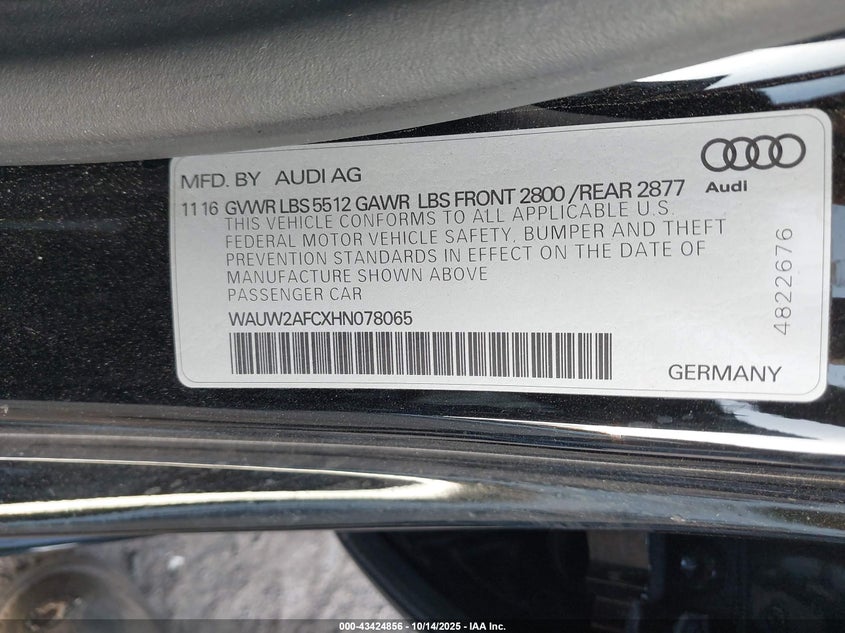 MFD. BY AUDI AG
Audi
11 16 GVWR LBS 5512 GAWR LBS FRONT 2800 /REAR 2877
THIS VEHICLE CONFORMS TO ALL APPLICABLE U.S.
FEDERAL MOTOR VEHICLE SAFETY, BUMPER AND THEFT
PREVENTION STANDARDS IN EFFECT ON THE DATE OF
MANUFACTURE SHOWN ABOVE
PASSENGER CAR
WAUW2AFCXHN078065
4822676
GERMANY
000-43424856 - 10/14/2025 - IAA Inc.